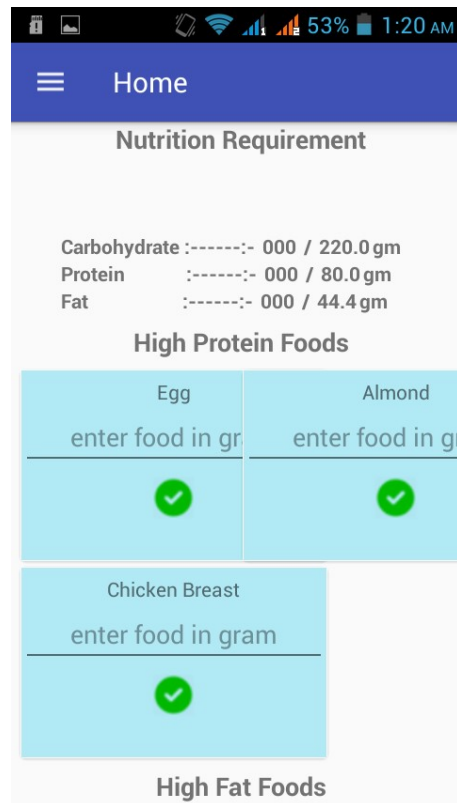 53% 1:20 AM
Home
Nutrition Requirement
Carbohydrate :------:- 000 / 220.0 gm
Protein :------:- 000 / 80.0 gm
Fat :------:- 000 / 44.4 gm
High Protein Foods
Egg Almond
enter food in gr enter food in g
Chicken Breast
enter food in gram
High Fat Foods